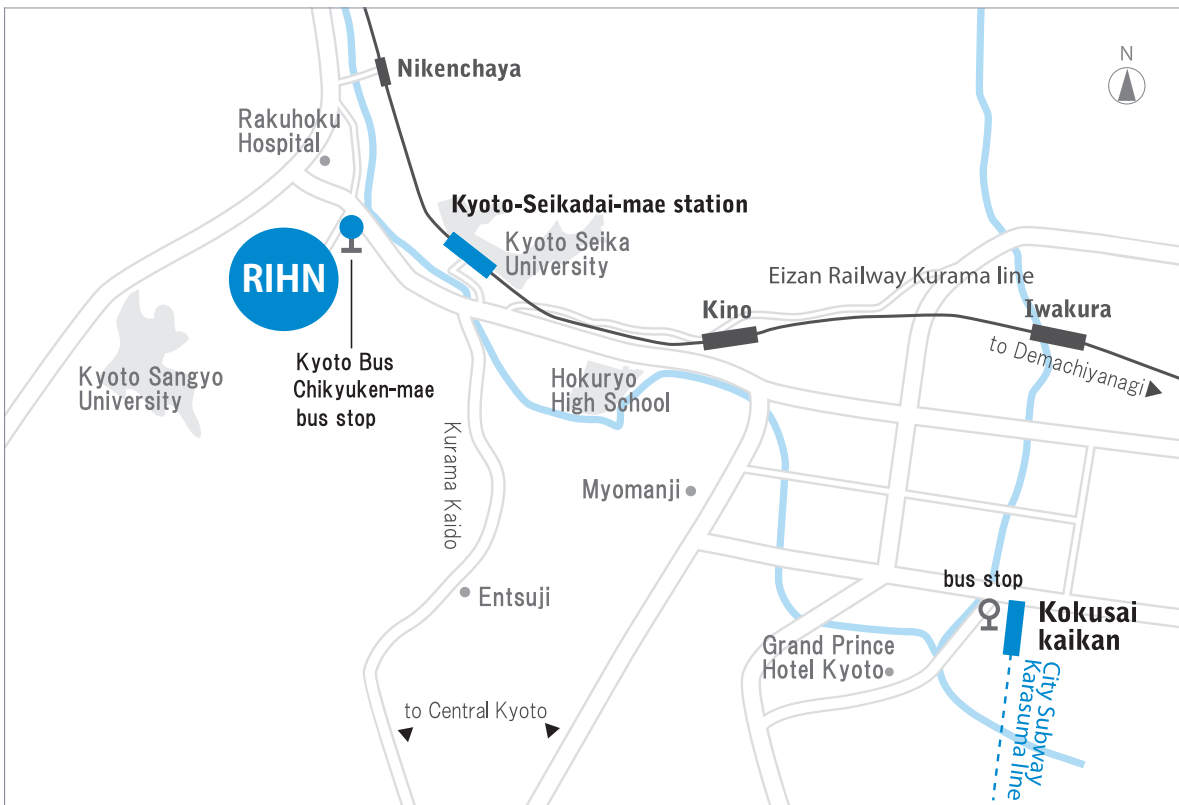 N
Nikenchaya
Rakuhoku
Hospital
Kyoto-Seikadai-mae station
Kyoto Seika
University
RIHN
Eizan Railway Kurama line
Kino
Iwakura
to Demachiyanagi
Kyoto Bus
Chikyuken-mae
bus stop
Kyoto Sangyo
University
Hokuryo
High School
Kurama Kaido
Myomanji
bus stop
Entsuji
Kokusai
kaikan
Grand Prince
Hotel Kyoto
City Subway
Karasuma line
to Central Kyoto